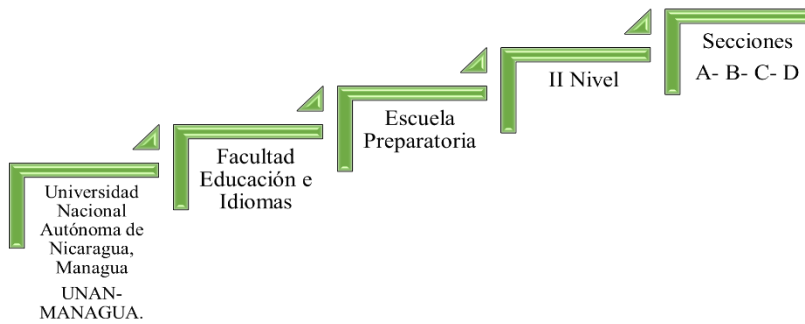 Universidad
Nacional
Autónoma de
Nicaragua,
Managua
UNAN-
MANAGUA.
Facultad
Educación e
Idiomas
Escuela
Preparatoria
II Nivel
Secciones
A- B- C- D